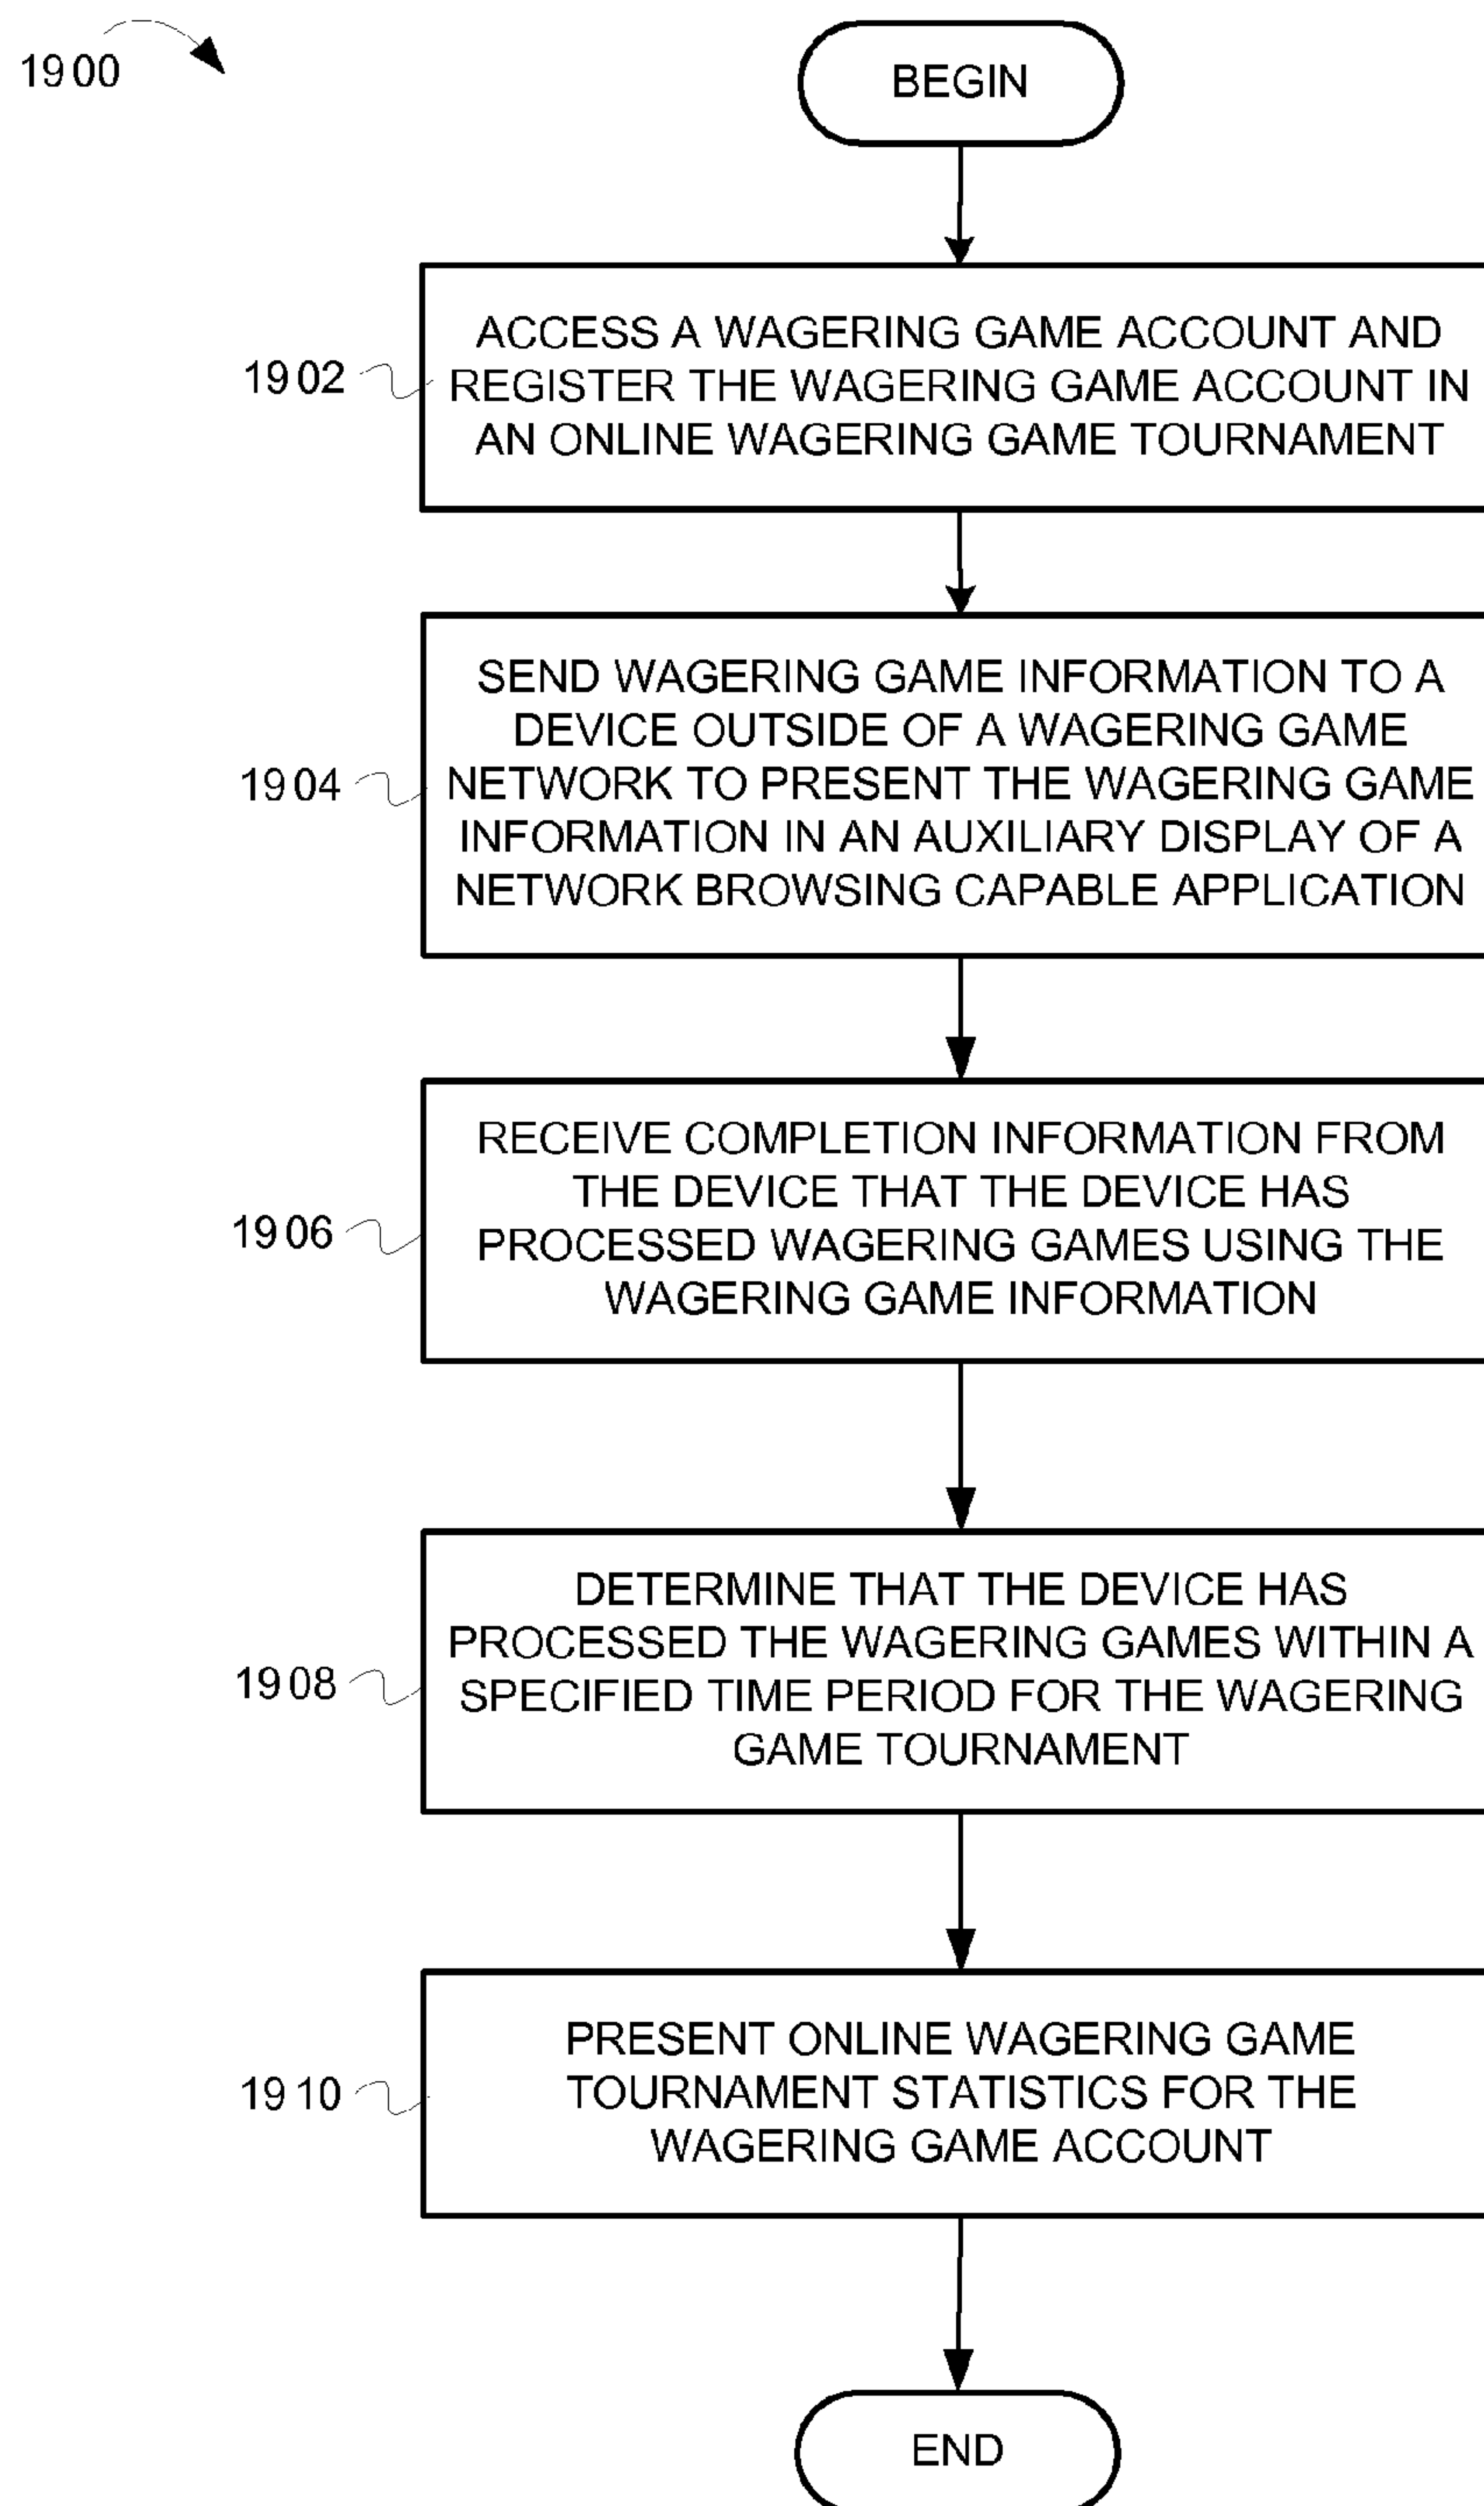 1900
BEGIN
ACCESS A WAGERING GAME ACCOUNT AND
REGISTER THE WAGERING GAME ACCOUNT IN
AN ONLINE WAGERING GAME TOURNAMENT
1902
SEND WAGERING GAME INFORMATION TO A
DEVICE OUTSIDE OF A WAGERING GAME
NETWORK TO PRESENT THE WAGERING GAME
INFORMATION IN AN AUXILIARY DISPLAY OF A
NETWORK BROWSING CAPABLE APPLICATION
1904
RECEIVE COMPLETION INFORMATION FROM
THE DEVICE THAT THE DEVICE HAS
PROCESSED WAGERING GAMES USING THE
WAGERING GAME INFORMATION
1906
DETERMINE THAT THE DEVICE HAS
PROCESSED THE WAGERING GAMES WITHIN A
SPECIFIED TIME PERIOD FOR THE WAGERING
GAME TOURNAMENT
1908
PRESENT ONLINE WAGERING GAME
TOURNAMENT STATISTICS FOR THE
WAGERING GAME ACCOUNT
1910
END